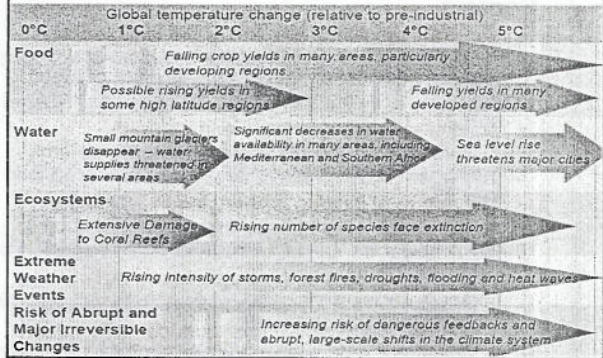 Global temperature change (relative to pre-industrial)
0°C 1°C 2°C 3°C 4°C 5°C
Food
Falling crop yields in many areas, particularly
developing regions
Possible rising yields in
some high latitude regions
Falling yields in many
developed regions
Water
Small mountain glaciers
disappear – water
supplies threatened in
several areas
Significant decreases in water
availability in many areas, including
Mediterranean and Southern Africa
Sea level rise
threatens major cities
Ecosystems
Extensive Damage
to Coral Reefs
Rising number of species face extinction
Extreme
Weather
Events
Rising intensity of storms, forest fires, droughts, flooding and heat waves
Risk of Abrupt and
Major Irreversible
Changes
Increasing risk of dangerous feedbacks and
abrupt, large-scale shifts in the climate system